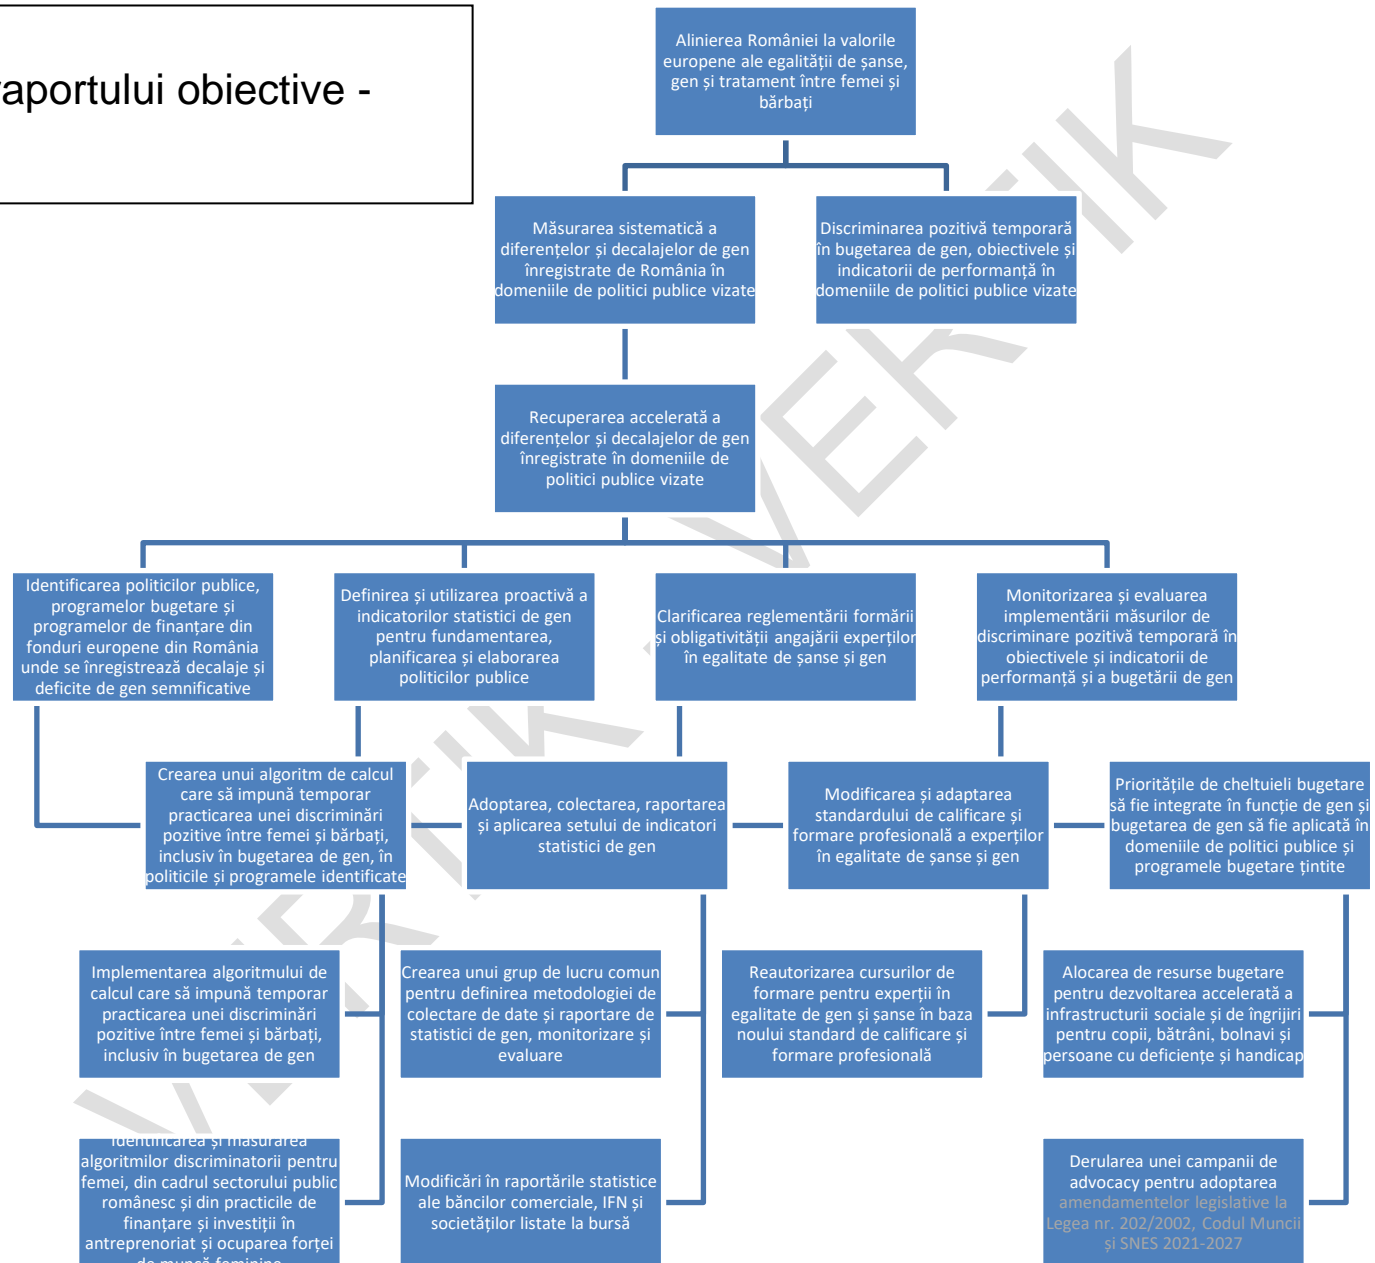 raportului obiective -
Alinierea României la valorile
europene ale egalității de șanse,
gen și tratament între femei și
bărbați
Măsurarea sistematică a
diferențelor și decalajelor de gen
înregistrate de România în
domeniile de politici publice vizate
Discriminarea pozitivă temporară
în bugetarea de gen, obiectivele și
indicatorii de performanță în
domeniile de politici publice vizate
Recuperarea accelerată a
diferențelor și decalajelor de gen
înregistrate în domeniile de
politici publice vizate
Identificarea politicilor publice,
programelor bugetare și
programelor de finanțare din
fonduri europene din România
unde se înregistrează decalaje și
deficite de gen semnificative
Definirea și utilizarea proactivă a
indicatorilor statistici de gen
pentru fundamentarea,
planificarea și elaborarea
politicilor publice
Clarificarea reglementării formării
și obligativității angajării experților
în egalitate de șanse și gen
Monitorizarea și evaluarea
implementării măsurilor de
discriminare pozitivă temporară în
obiectivele și indicatorii de
performanță și a bugetării de gen
Crearea unui algoritm de calcul
care să impună temporar
practicarea unei discriminări
pozitive între femei și bărbați,
inclusiv în bugetarea de gen, în
politicile și programele identificate
Adoptarea, colectarea, raportarea
și aplicarea setului de indicatori
statistici de gen
Modificarea și adaptarea
standardului de calificare și
formare profesională a experților
în egalitate de șanse și gen
Prioritățile de cheltuieli bugetare
să fie integrate în funcție de gen și
bugetarea de gen să fie aplicată în
domeniile de politici publice și
programele bugetare țintite
Implementarea algoritmului de
calcul care să impună temporar
practicarea unei discriminări
pozitive între femei și bărbați,
inclusiv în bugetarea de gen
Crearea unui grup de lucru comun
pentru definirea metodologiei de
colectare de date și raportare de
statistici de gen, monitorizare și
evaluare
Reautorizarea cursurilor de
formare pentru experții în
egalitate de gen și șanse în baza
noului standard de calificare și
formare profesională
Alocarea de resurse bugetare
pentru dezvoltarea accelerată a
infrastructurii sociale și de îngrijiri
pentru copii, bătrâni, bolnavi și
persoane cu deficiențe și handicap
Identificarea și măsurarea
algoritmilor discriminatorii pentru
femei, din cadrul sectorului public
românesc și din practicile de
finanțare și investiții în
antreprenoriat și ocuparea forței
de muncă feminine
Modificări în raportările statistice
ale băncilor comerciale, IFN și
societăților listate la bursă
Derularea unei campanii de
advocacy pentru adoptarea
amendamentelor legislative la
Legea nr. 202/2002, Codul Muncii
și SNES 2021-2027